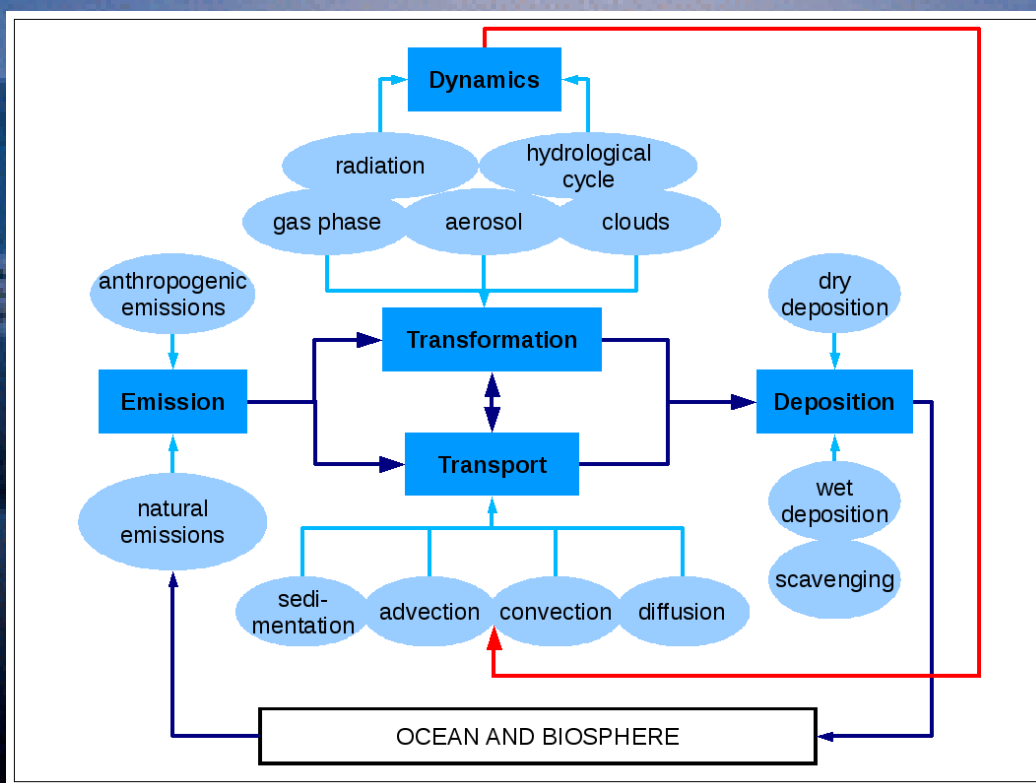 Dynamics
radiation
hydrological
cycle
gas phase
aerosol
clouds
anthropogenic
emissions
dry
deposition
Transformation
Emission
Deposition
Transport
natural
emissions
wet
deposition
scavenging
sedi-
mentation
advection
convection
diffusion
OCEAN AND BIOSPHERE